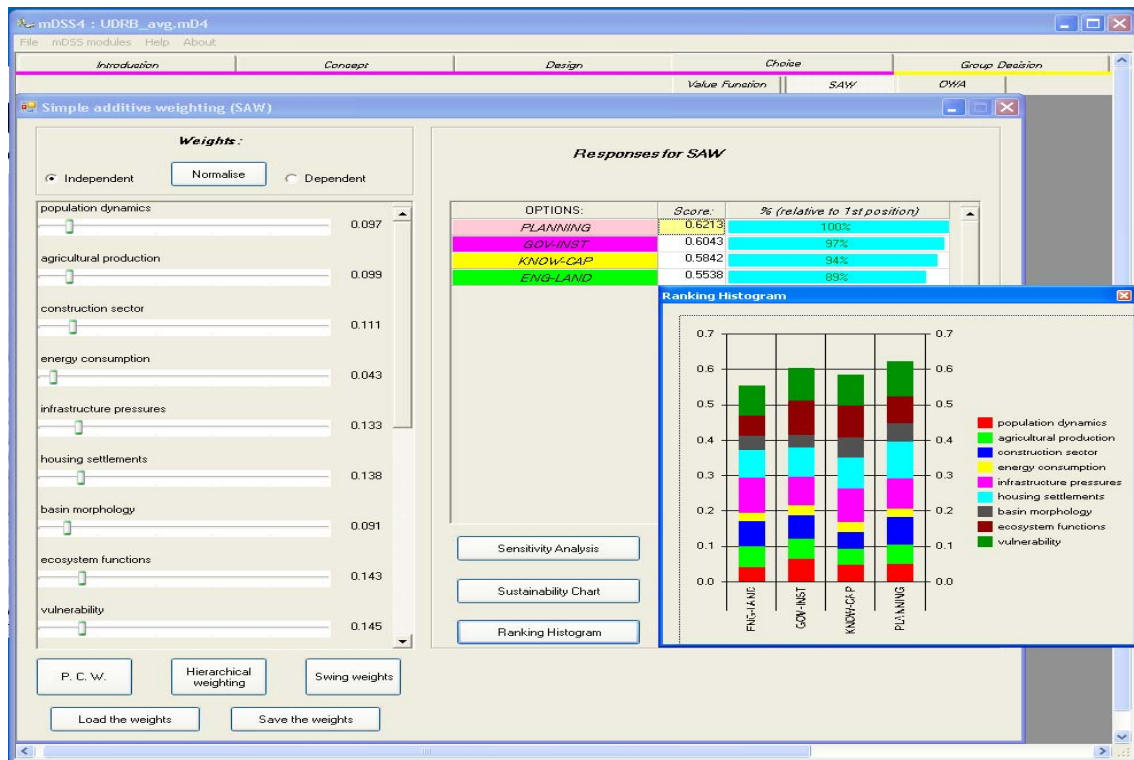 mDSS4 : UDRB_avg.mD4
File mDSS modules Help About
Introduction Concept Design Choice Group Decision
Value Function SAW OWA
Simple additive weighting (SAW)
Weights :
Independent Normalise Dependent
population dynamics
0.097
agricultural production
0.099
construction sector
0.111
energy consumption
0.043
infrastructure pressures
0.133
housing settlements
0.138
basin morphology
0.091
ecosystem functions
0.143
vulnerability
0.145
P. C. W.
Hierarchical
weighting
Swing weights
Load the weights Save the weights
Responses for SAW
OPTIONS: Score: % (relative to 1st position)
PLANNING 0.6213 100%
GOV-INST 0.6043 97%
KNOW-CAP 0.5842 94%
ENG-LAND 0.5538 89%
Sensitivity Analysis
Sustainability Chart
Ranking Histogram
Ranking Histogram
0.7 0.7
0.6 0.6
0.5 0.5
0.4 0.4
0.3 0.3
0.2 0.2
0.1 0.1
0.0 0.0
ENG-LAND
GOV-INST
KNOW-CAP
PLANNING
population dynamics
agricultural production
construction sector
energy consumption
infrastructure pressures
housing settlements
basin morphology
ecosystem functions
vulnerability